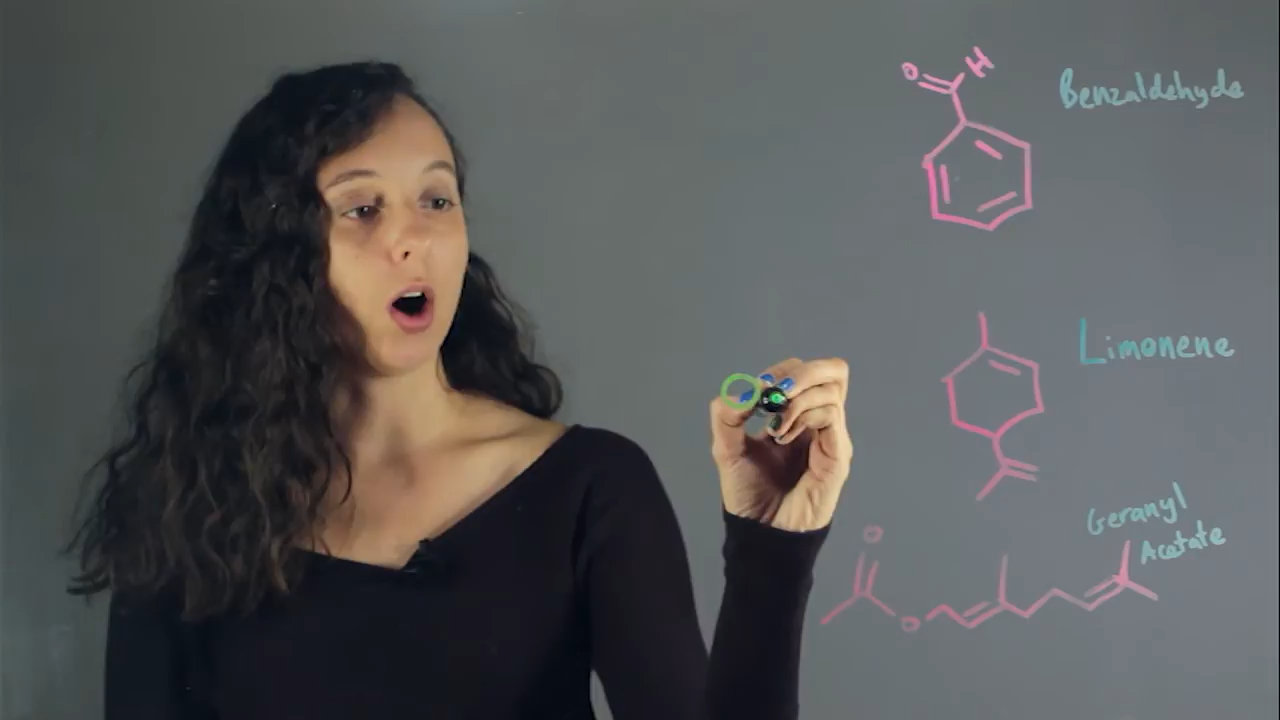 O H
Benzaldehyde
Limonene
Geranyl
Acetate
O
O